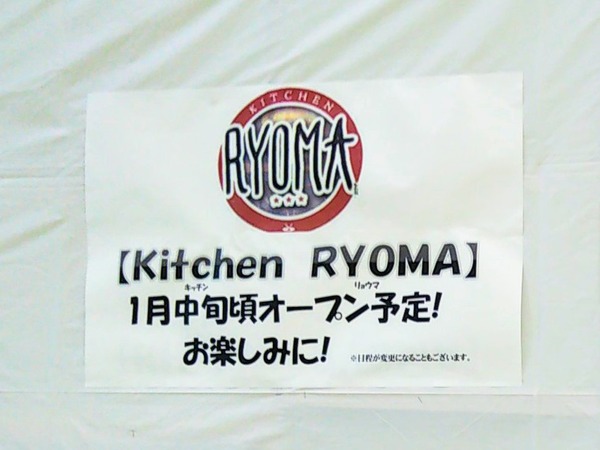 KITCHEN
RYOMA
【Kitchen RYOMA】
キッチン リョウマ
1月中旬頃オープン予定!
お楽しみに!
※日程が変更になることもございます。